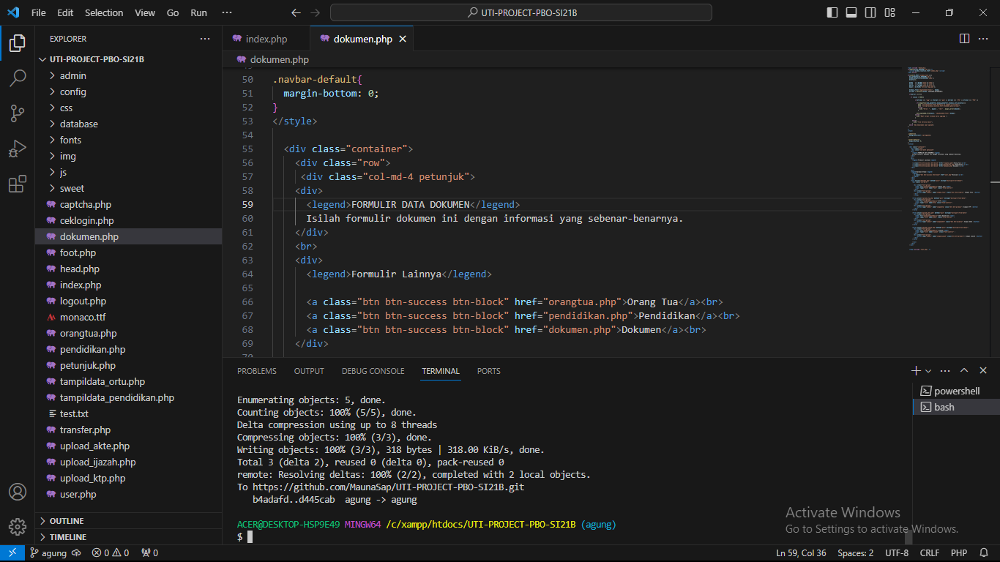 File Edit Selection View Go Run ··· UTI-PROJECT-PBO-SI21B
EXPLORER ···
UTI-PROJECT-PBO-SI21B
admin
config
css
database
fonts
img
js
sweet
captcha.php
ceklogin.php
dokumen.php
foot.php
head.php
index.php
logout.php
monaco.ttf
orangtua.php
pendidikan.php
petunjuk.php
tampildata_ortu.php
tampildata_pendidikan.php
test.txt
transfer.php
upload_akte.php
upload_ijazah.php
upload_ktp.php
user.php
OUTLINE
TIMELINE
index.php dokumen.php
dokumen.php
50 .navbar-default{
51 margin-bottom: 0;
52 }
53 </style>
54
55 <div class="container">
56 <div class="row">
57 <div class="col-md-4 petunjuk">
58 <div>
59 <legend>FORMULIR DATA DOKUMEN</legend>
60 Isilah formulir dokumen ini dengan informasi yang sebenar-benarnya.
61 </div>
62 <br>
63 <div>
64 <legend>Formulir Lainnya</legend>
65
66 <a class="btn btn-success btn-block" href="orangtua.php">Orang Tua</a><br>
67 <a class="btn btn-success btn-block" href="pendidikan.php">Pendidikan</a><br>
68 <a class="btn btn-success btn-block" href="dokumen.php">Dokumen</a><br>
69 </div>
PROBLEMS OUTPUT DEBUG CONSOLE TERMINAL PORTS
powershell
bash
Enumerating objects: 5, done.
Counting objects: 100% (5/5), done.
Delta compression using up to 8 threads
Compressing objects: 100% (3/3), done.
Writing objects: 100% (3/3), 318 bytes | 318.00 KiB/s, done.
Total 3 (delta 2), reused 0 (delta 0), pack-reused 0
remote: Resolving deltas: 100% (2/2), completed with 2 local objects.
To https://github.com/MaunaSap/UTI-PROJECT-PBO-SI21B.git
b4adafd..d445cab agung -> agung
ACER@DESKTOP-HSP9E49 MINGW64 /c/xampp/htdocs/UTI-PROJECT-PBO-SI21B (agung)
$
Activate Windows
Go to Settings to activate Windows.
agung 0 0 0 Ln 59, Col 36 Spaces: 2 UTF-8 CRLF PHP